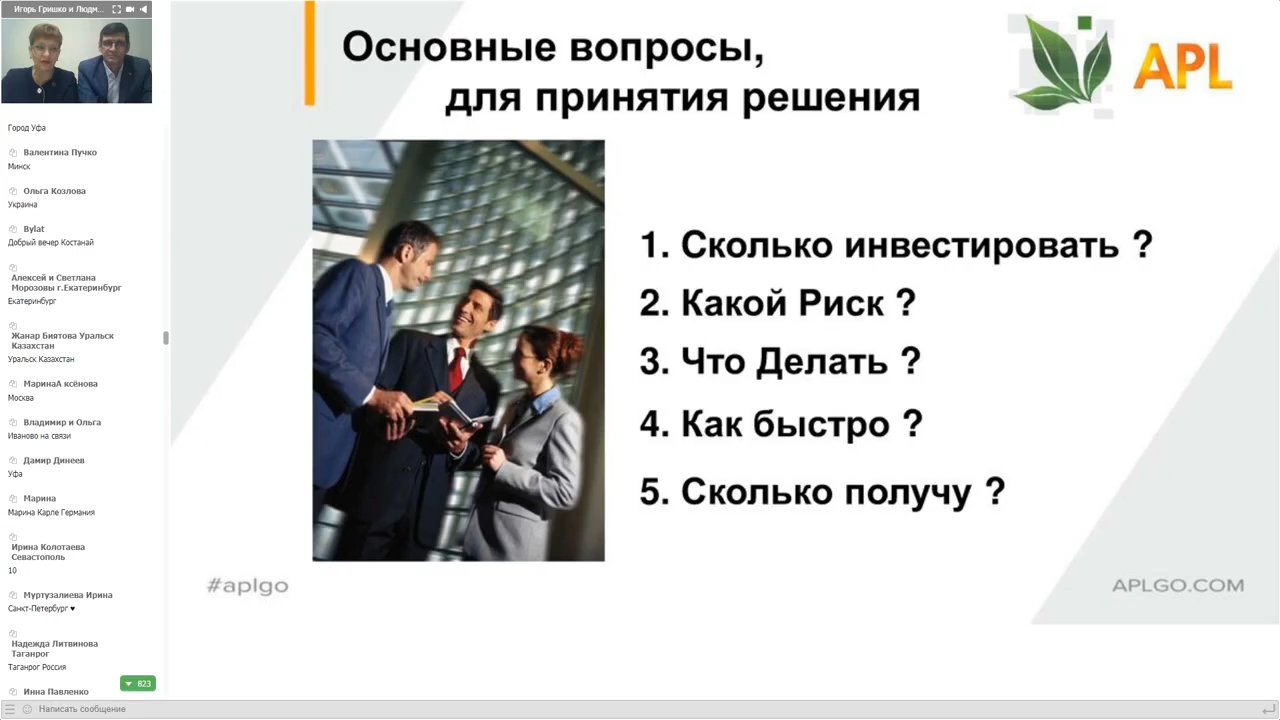 Игорь Гришко и Людм...
Город Уфа
Валентина Пучко
Минск
Ольга Козлова
Украина
Bylat
Добрый вечер Костанай
Алексей и Светлана
Морозовы г.Екатеринбург
Екатеринбург
Жанар Биятова Уральск
Казахстан
Уральск Казахстан
МаринаА ксёнова
Москва
Владимир и Ольга
Иваново на связи
Дамир Динеев
Уфа
Марина
Марина Карле Германия
Ирина Колотаева
Севастополь
10
Муртузалиева Ирина
Санкт-Петербург ♥
Надежда Литвинова
Таганрог
Таганрог Россия
823
Инна Павленко
Написать сообщение
Основные вопросы,
для принятия решения
APL
1. Сколько инвестировать ?
2. Какой Риск ?
3. Что Делать ?
4. Как быстро ?
5. Сколько получу ?
#aplgo
APLGO.COM